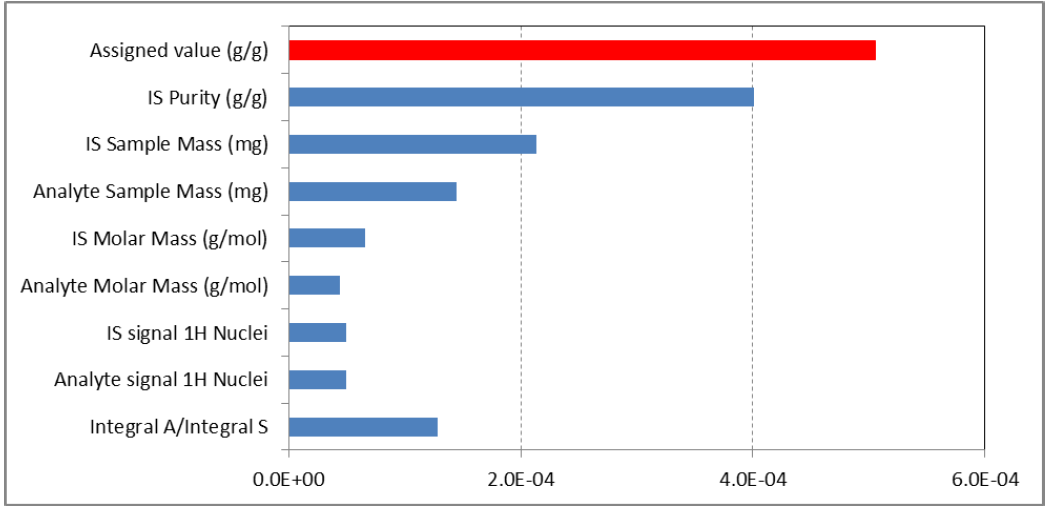 Assigned value (g/g)
IS Purity (g/g)
IS Sample Mass (mg)
Analyte Sample Mass (mg)
IS Molar Mass (g/mol)
Analyte Molar Mass (g/mol)
IS signal 1H Nuclei
Analyte signal 1H Nuclei
Integral A/Integral S
0.0E+00 2.0E-04 4.0E-04 6.0E-04